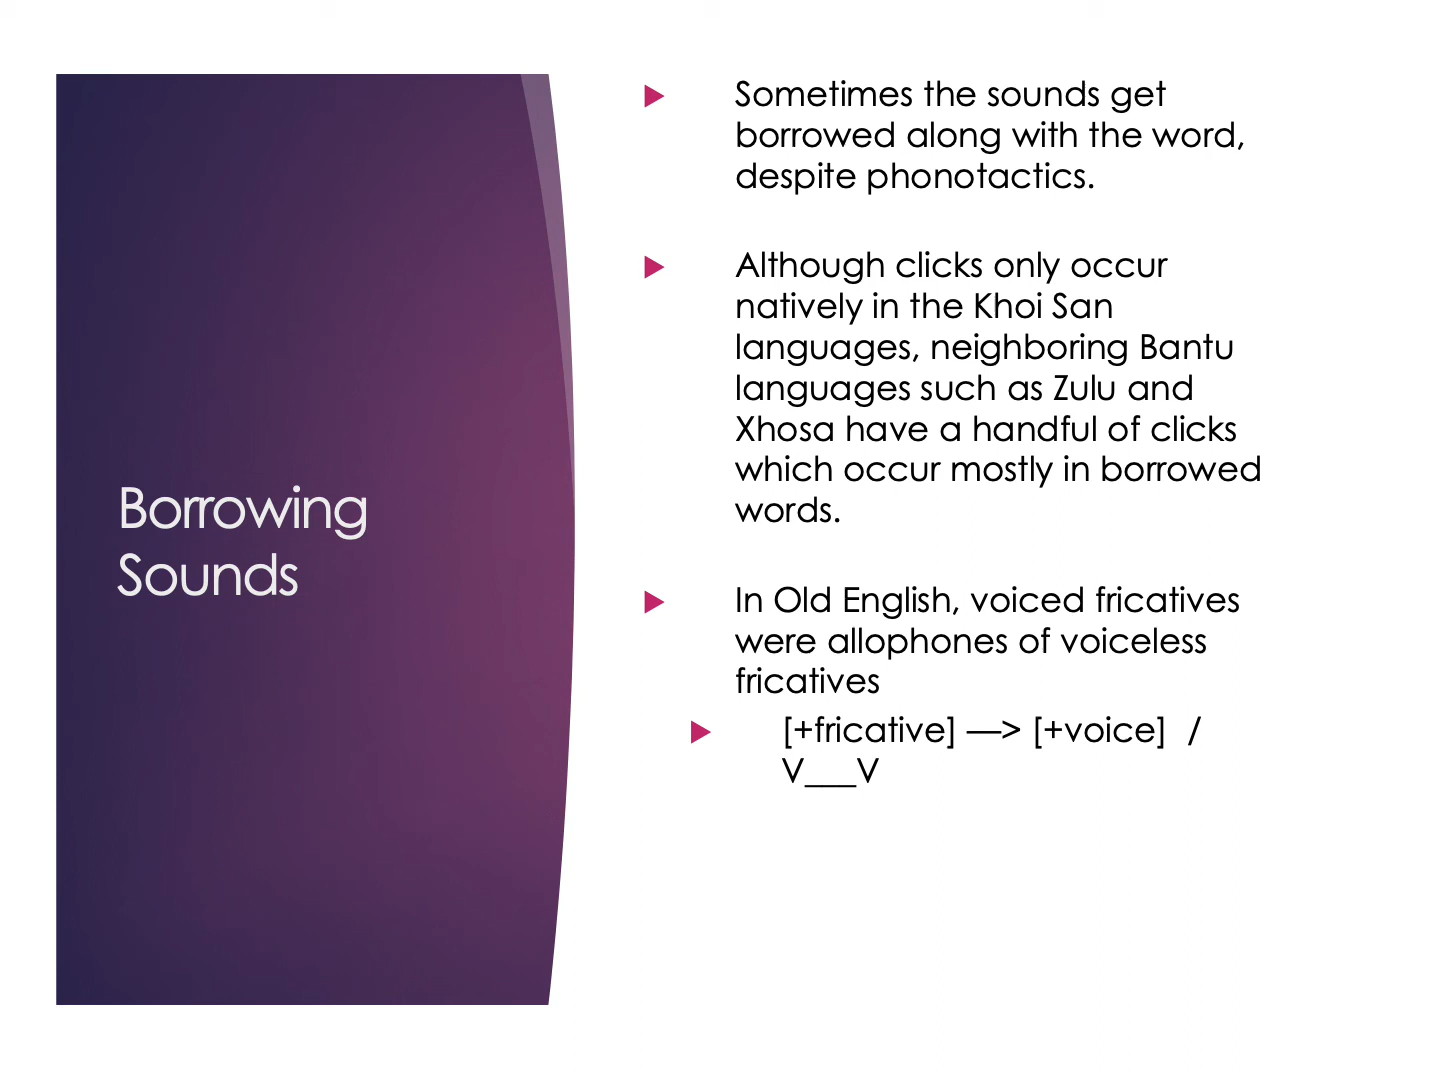 Borrowing
Sounds
Sometimes the sounds get
borrowed along with the word,
despite phonotactics.
Although clicks only occur
natively in the Khoi San
languages, neighboring Bantu
languages such as Zulu and
Xhosa have a handful of clicks
which occur mostly in borrowed
words.
In Old English, voiced fricatives
were allophones of voiceless
fricatives
[+fricative] —> [+voice]  /
V___V